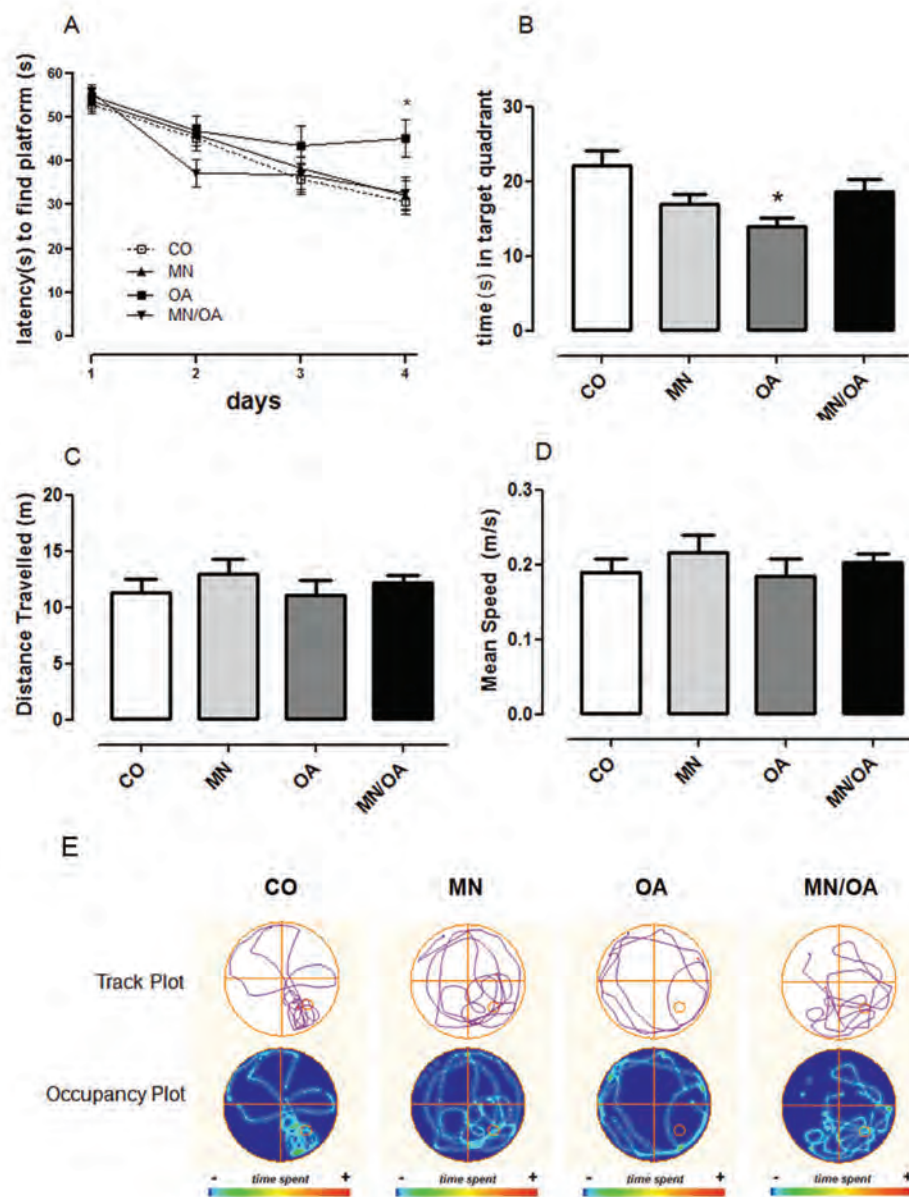 A
latency(s) to find platform (s)
60
50
40
30
20
10
0
*
CO
MN
OA
MN/OA
1 2 3 4
days
B
time (s) in target quadrant
30
20
10
0
*
CO MN OA MN/OA
C
Distance Travelled (m)
20
15
10
5
0
CO MN OA MN/OA
D
Mean Speed (m/s)
0.3
0.2
0.1
0.0
CO MN OA MN/OA
E
CO MN OA MN/OA
Track Plot
Occupancy Plot
- time spent +
- time spent +
- time spent +
- time spent +